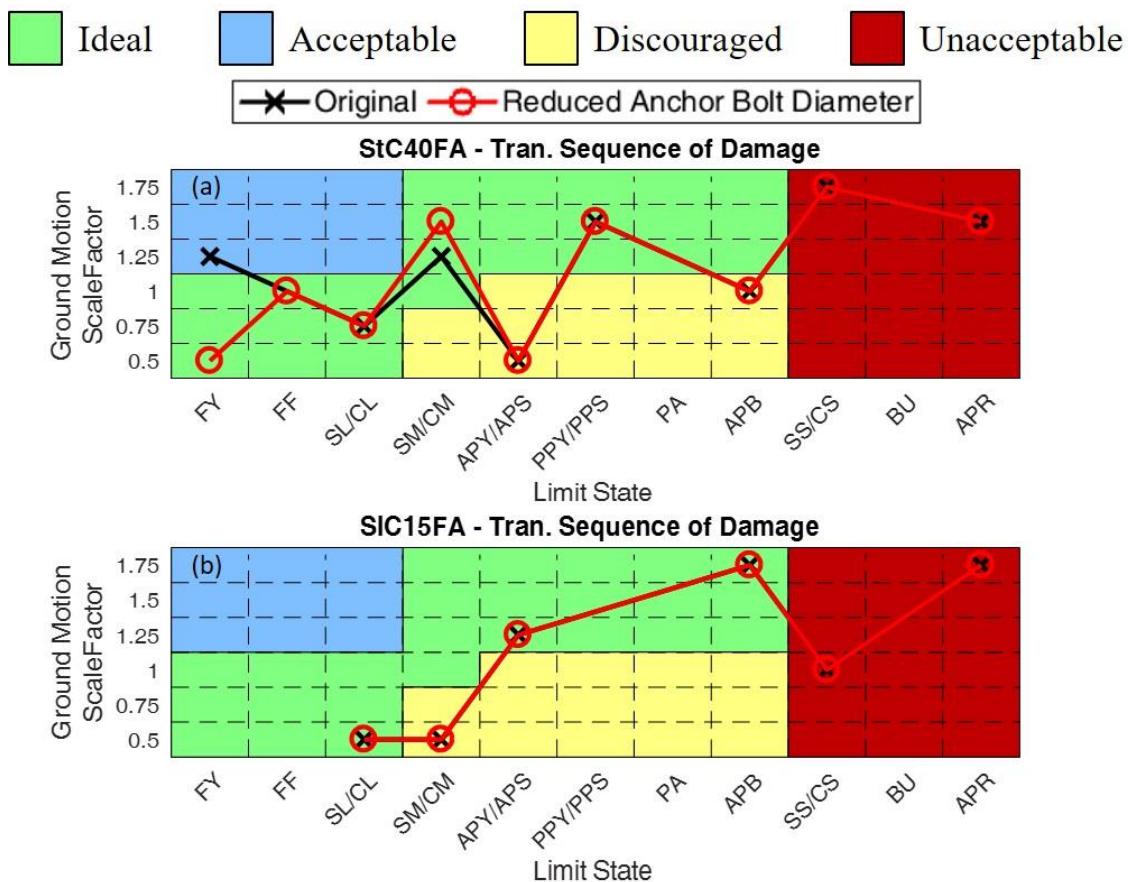 Ideal Acceptable Discouraged Unacceptable
Original Reduced Anchor Bolt Diameter
StC40FA - Tran. Sequence of Damage
(a)
Ground Motion
ScaleFactor
1.75
1.5
1.25
1
0.75
0.5
FY FF SL/CL SM/CM APY/APS PPY/PPS PA APB SS/CS BU APR
Limit State
SIC15FA - Tran. Sequence of Damage
(b)
Ground Motion
ScaleFactor
1.75
1.5
1.25
1
0.75
0.5
FY FF SL/CL SM/CM APY/APS PPY/PPS PA APB SS/CS BU APR
Limit State